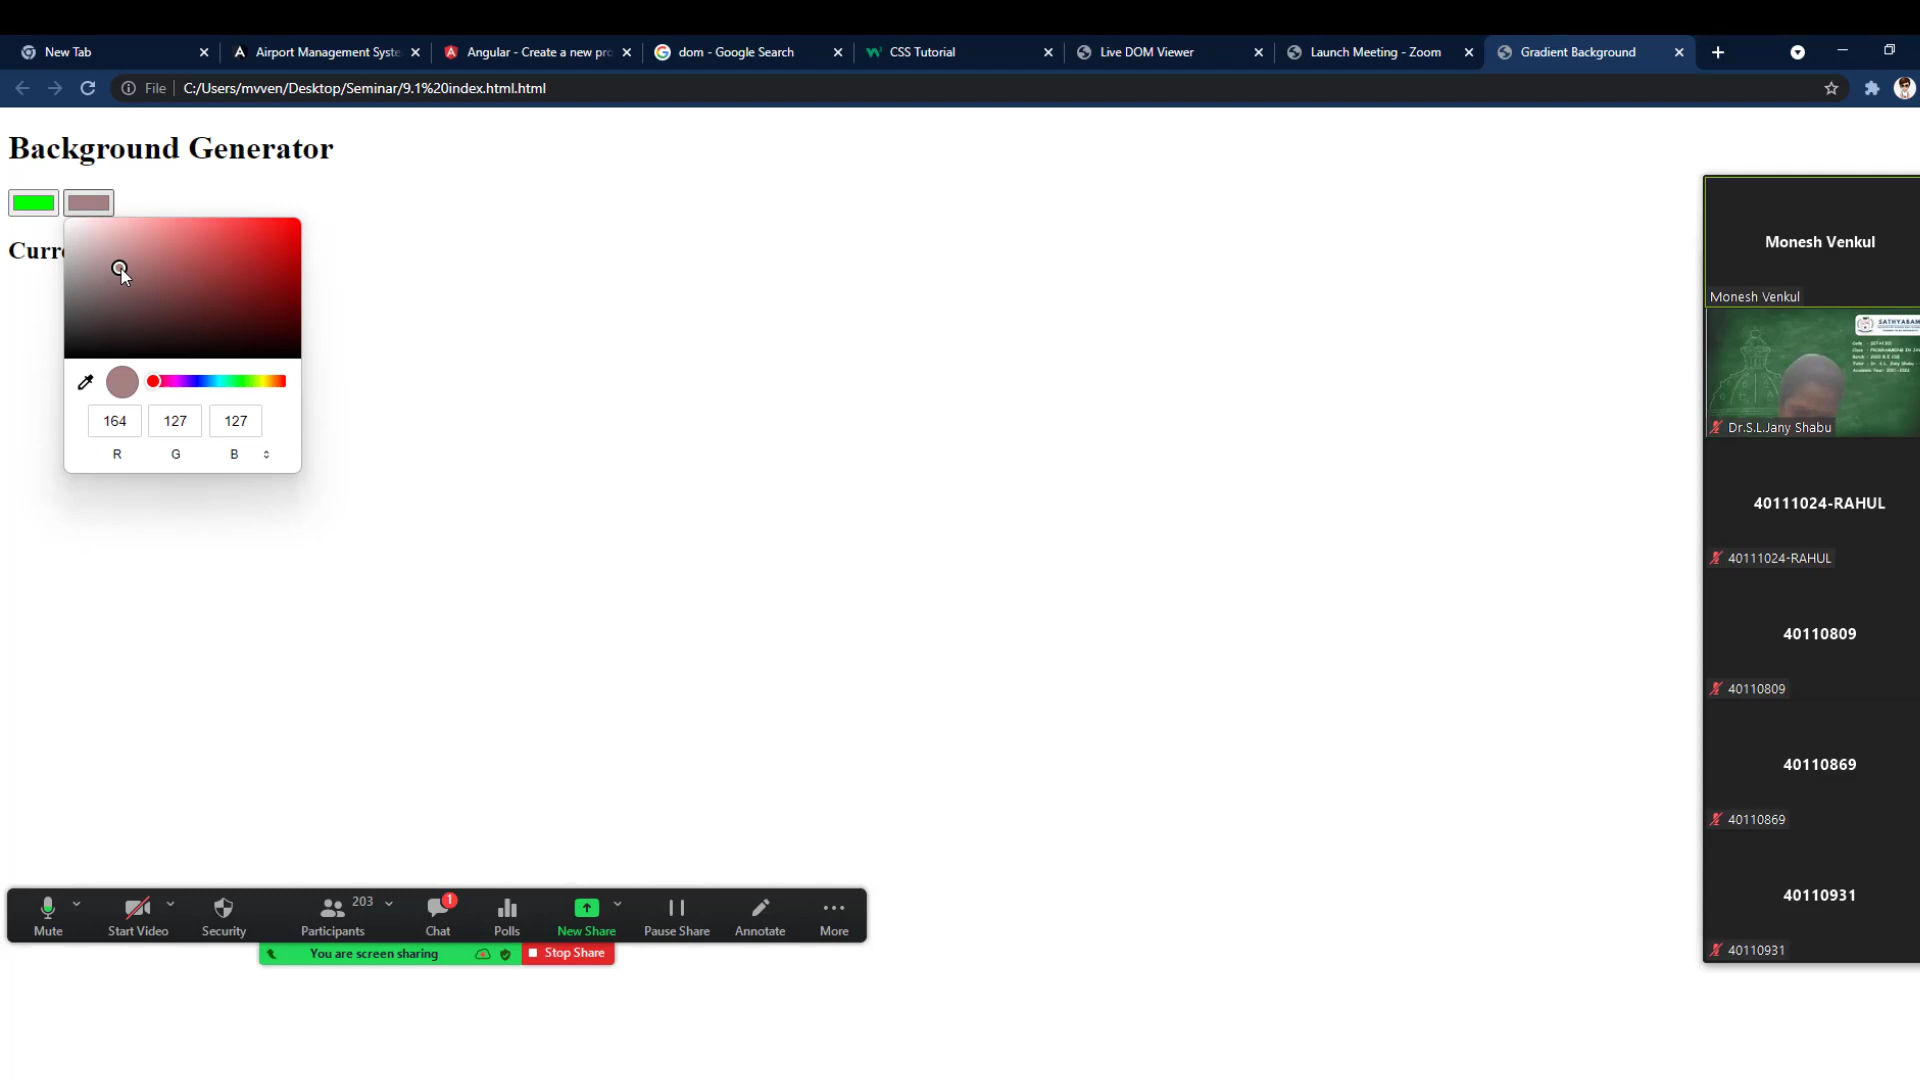 New Tab
Airport Management Syste
Angular - Create a new pro
dom - Google Search
CSS Tutorial
Live DOM Viewer
Launch Meeting - Zoom
Gradient Background
File
C:/Users/mvven/Desktop/Seminar/9.1%20index.html.html
Background Generator
Curre
164
127
127
R
G
B
Monesh Venkul
Monesh Venkul
SATHYABAM
Dr.S.L.Jany Shabu
40111024-RAHUL
40111024-RAHUL
40110809
40110809
40110869
40110869
40110931
40110931
Mute
Start Video
Security
203
Participants
1
Chat
Polls
New Share
Pause Share
Annotate
More
You are screen sharing
Stop Share